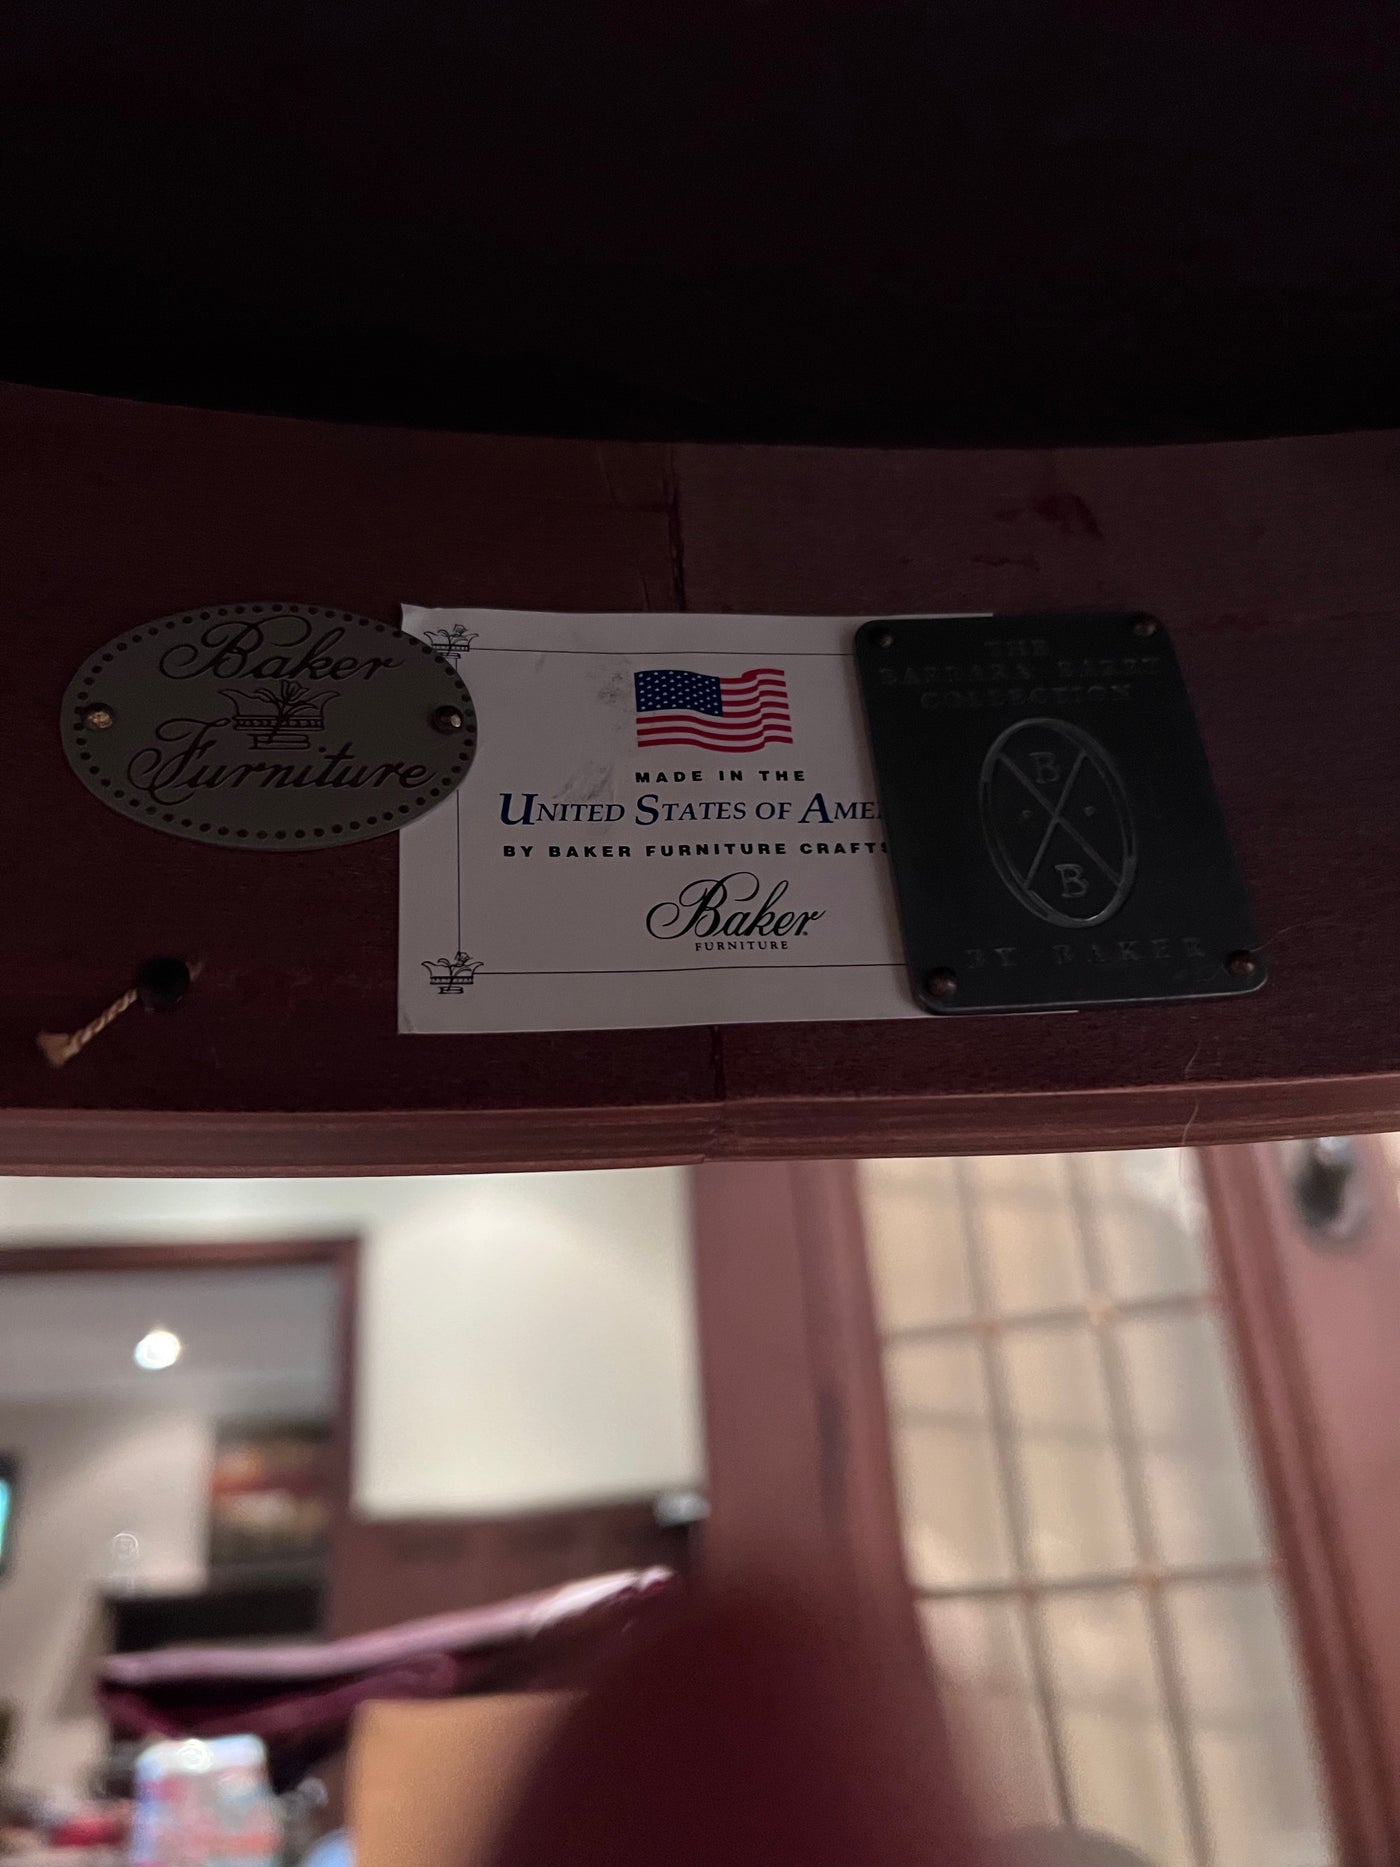 Baker
Furniture
MADE IN THE
UNITED STATES OF AME
BY BAKER FURNITURE CRAFTS
Baker
FURNITURE
THE
BARBARA BARRY
COLLECTION
B
B
BY BAKER